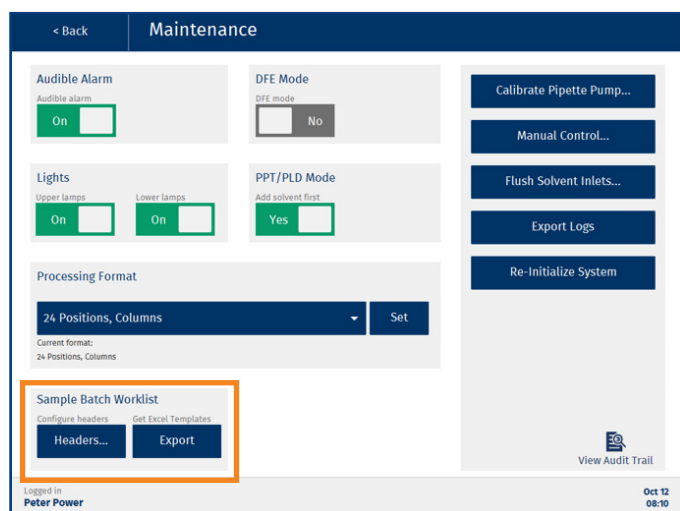 < Back
Maintenance
Audible Alarm
Audible alarm
On
DFE Mode
DFE mode
No
Lights
Upper lamps
Lower lamps
On
On
PPT/PLD Mode
Add solvent first
Yes
Processing Format
24 Positions, Columns
Set
Current format:
24 Positions, Columns
Sample Batch Worklist
Configure headers
Get Excel Templates
Headers...
Export
Calibrate Pipette Pump...
Manual Control...
Flush Solvent Inlets...
Export Logs
Re-Initialize System
View Audit Trail
Logged in
Peter Power
Oct 12
08:10